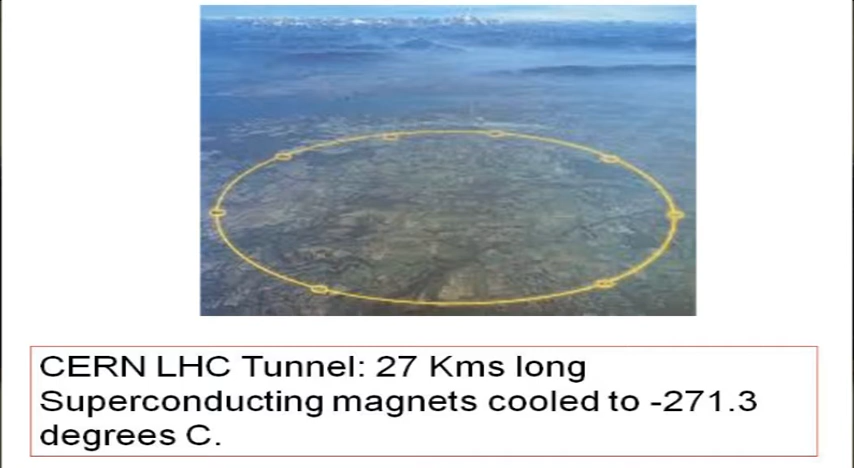 CERN LHC Tunnel: 27 Kms long
Superconducting magnets cooled to -271.3
degrees C.